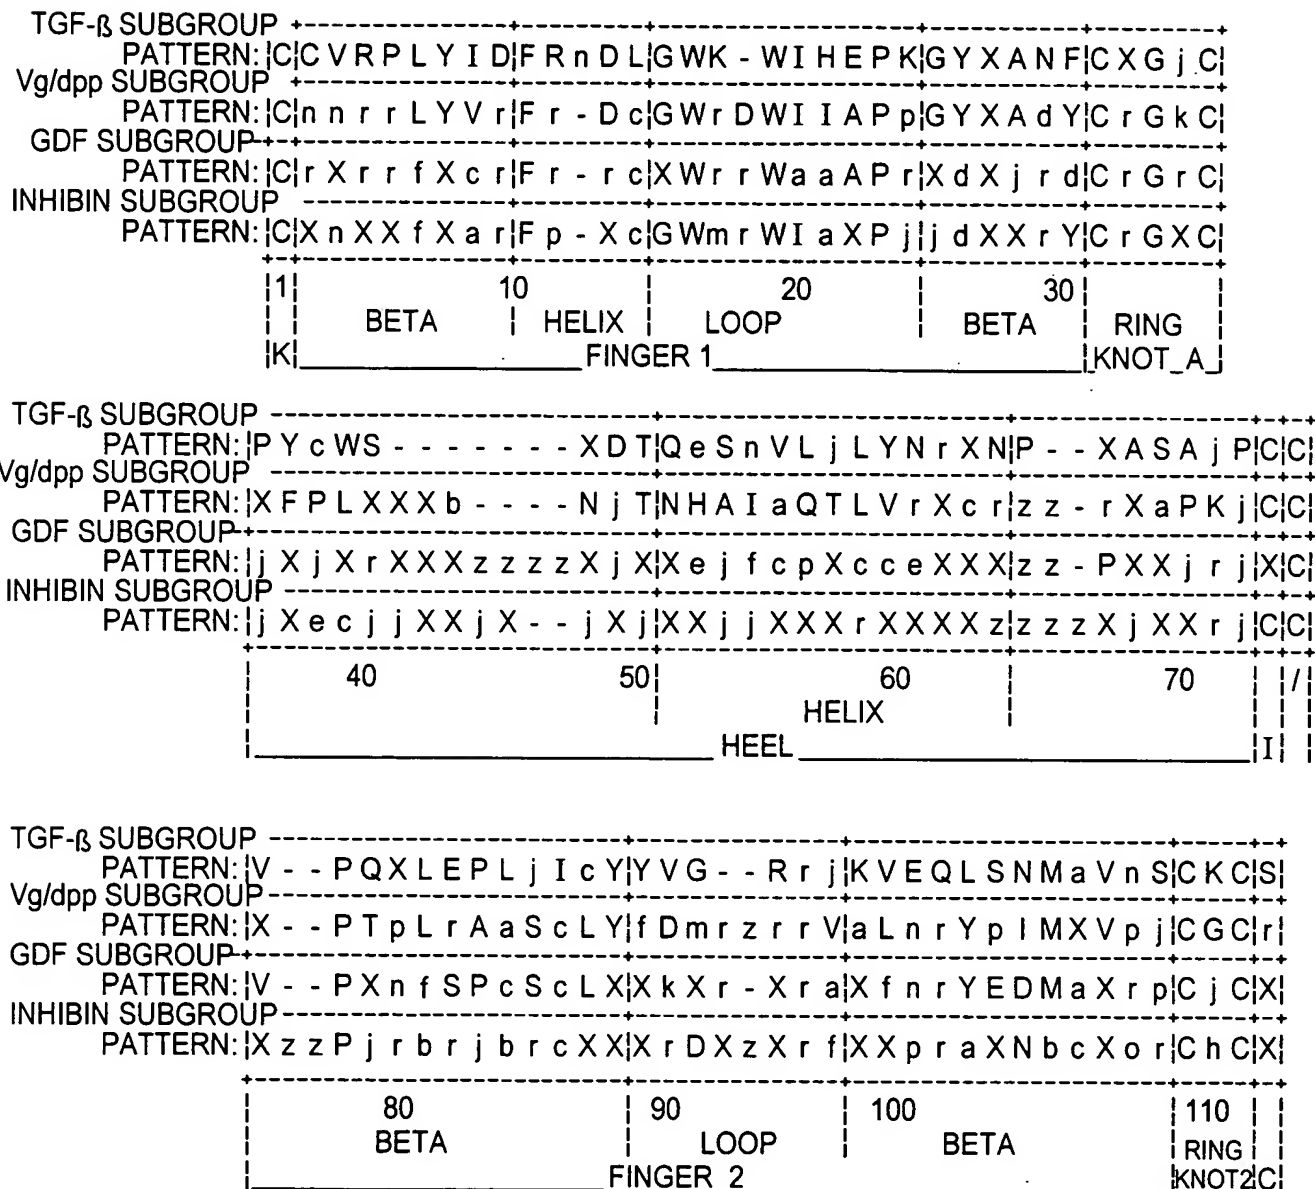 TGF-ß SUBGROUP
PATTERN: |C|C V R P L Y I D|F R n D L|G W K - W I H E P K|G Y X A N F|C X G j C|
Vg/dpp SUBGROUP
PATTERN: |C|n n r r L Y V r|F r - D c|G W r D W I I A P p|G Y X A d Y|C r G k C|
GDF SUBGROUP
PATTERN: |C|r X r r f X c r|F r - r c|X W r r W a a A P r|X d X j r d|C r G r C|
INHIBIN SUBGROUP
PATTERN: |C|X n X X f X a r|F p - X c|G W m r W I a X P j|j d X X r Y|C r G X C|
|1| 10 20 30
BETA | HELIX | LOOP | BETA | RING
|K| FINGER 1 |KNOT_A|
TGF-ß SUBGROUP
PATTERN: |P Y c W S - - - - - - - X D T|Q e S n V L j L Y N r X N|P - - X A S A j P|C|C|
Vg/dpp SUBGROUP
PATTERN: |X F P L X X X b - - - - N j T|N H A I a Q T L V r X c r|z z - r X a P K j|C|C|
GDF SUBGROUP
PATTERN: |j X j X r X X X z z z z X j X|X e j f c p X c c e X X X|z z - P X X j r j|X|C|
INHIBIN SUBGROUP
PATTERN: |j X e c j j X X j X - - j X j|X X j j X X X r X X X X z|z z z X j X X r j|C|C|
40 50 60 70 |/|
HELIX
HEEL |I|
TGF-ß SUBGROUP
PATTERN: |V - - P Q X L E P L j I c Y|Y V G - - R r j|K V E Q L S N M a V n S|C K C|S|
Vg/dpp SUBGROUP
PATTERN: |X - - P T p L r A a S c L Y|f D m r z r r V|a L n r Y p I M X V p j|C G C|r|
GDF SUBGROUP
PATTERN: |V - - P X n f S P c S c L X|X k X r - X r a|X f n r Y E D M a X r p|C j C|X|
INHIBIN SUBGROUP
PATTERN: |X z z P j r b r j b r c X X|X r D X z X r f|X X p r a X N b c X o r|C h C|X|
80 90 100 110
BETA | LOOP | BETA | RING
FINGER 2 |KNOT2|C|